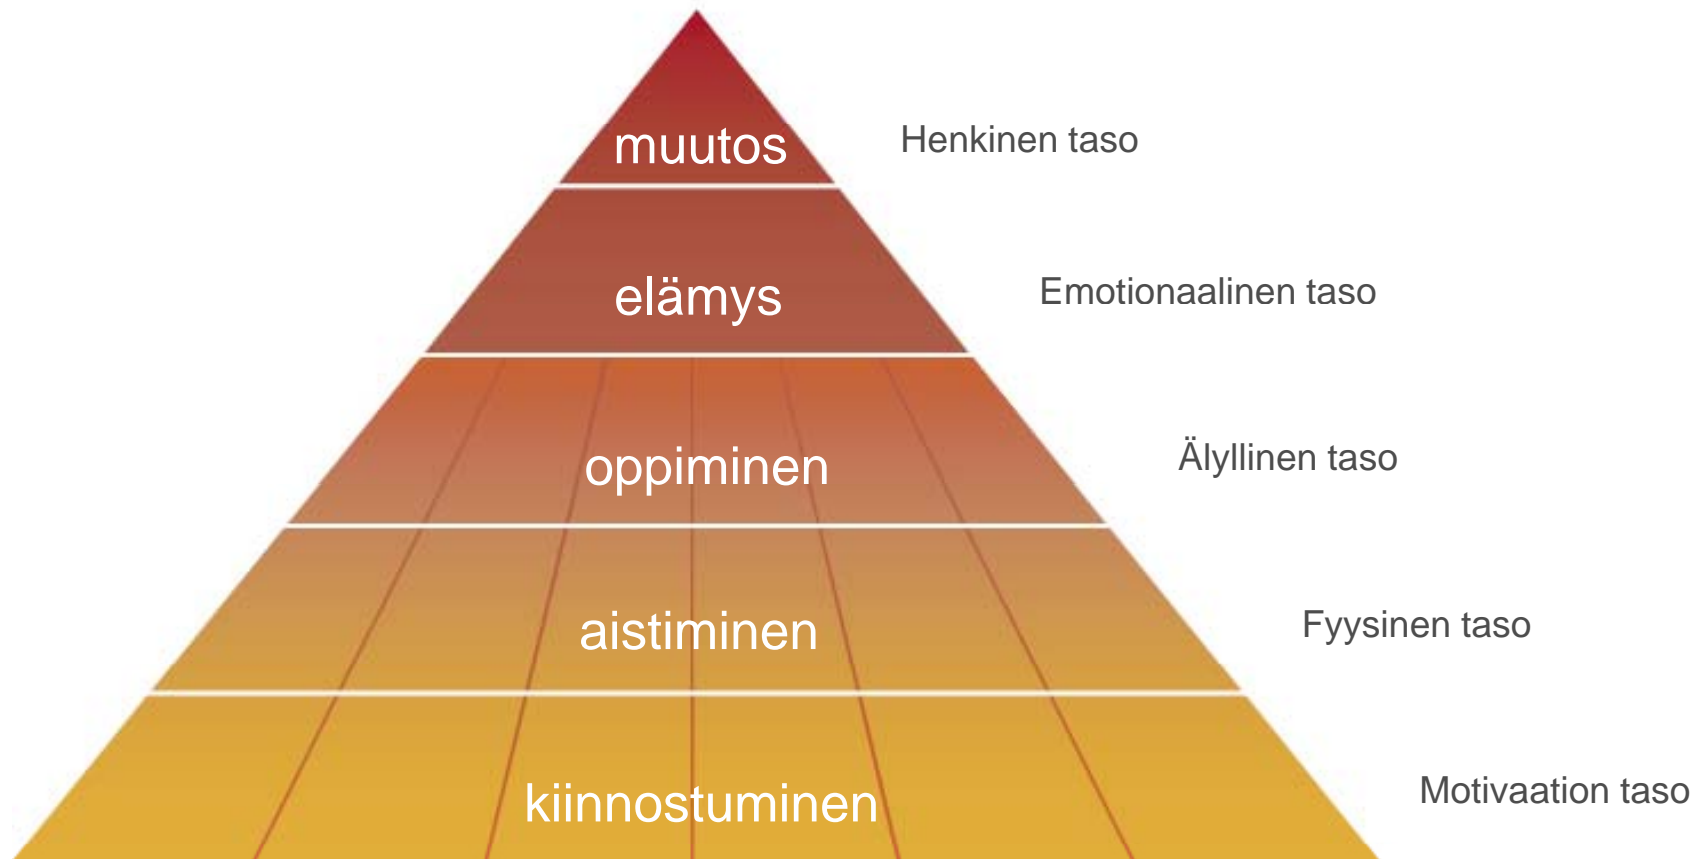 muutos
Henkinen taso
elämys
Emotionaalinen taso
oppiminen
Älyllinen taso
aistiminen
Fyysinen taso
kiinnostuminen
Motivaation taso